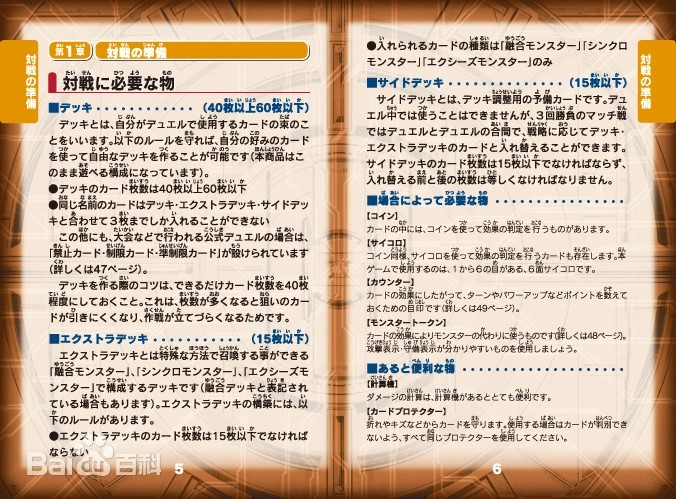 対戦の準備
第1章 対戦の準備
対戦に必要な物
■デッキ・・・・・・・・・・・・・（40枚以上60枚以下）
デッキとは、自分がデュエルで使用するカードの束のこ
とをいいます。以下のルールを守れば、自分の好みのカード
を使って自由なデッキを作ることが可能です（本商品はこ
のまま遊べる構成になっています）。
●デッキのカード枚数は40枚以上60枚以下
●同じ名前のカードはデッキ・エクストラデッキ・サイドデッ
キと合わせて3枚までしか入れることができない
この他にも、大会などで行われる公式デュエルの場合は、
「禁止カード・制限カード・準制限カード」が設けられています
（詳しくは47ページ）。
デッキを作る際のコツは、できるだけカード枚数を40枚
程度にしておくこと。これは、枚数が多くなると狙いのカー
ドが引きにくくなり、作戦が立てづらくなるためです。
■エクストラデッキ・・・・・・・・・・・・（15枚以下）
エクストラデッキとは特殊な方法で召喚する事ができる
「融合モンスター」、「シンクロモンスター」、「エクシーズモ
ンスター」で構成するデッキです（融合デッキと表記され
ている場合もあります）。エクストラデッキの構築には、以
下のルールがあります。
●エクストラデッキのカード枚数は15枚以下でなければ
ならない
Baidu百科
5
●入れられるカードの種類は「融合モンスター」「シンクロ
モンスター」「エクシーズモンスター」のみ
■サイドデッキ・・・・・・・・・・・・・・・（15枚以下）
サイドデッキとは、デッキ調整用の予備カードです。デュ
エル中では使うことはできませんが、3回勝負のマッチ戦
ではデュエルとデュエルの合間で、戦略に応じてデッキ・
エクストラデッキのカードと入れ替えることができます。
サイドデッキのカード枚数は15枚以下でなければならず、
入れ替える前と後の枚数は等しくなければなりません。
■場合によって必要な物・・・・・・・・・・・・・・・
【コイン】
カードの中には、コインを使って効果の判定を行うものがあります。
【サイコロ】
コイン同様、サイコロを使って効果の判定を行うカードも存在します。本
ゲームで使用するのは、1から6の目がある、6面サイコロです。
【カウンター】
カードの効果にしたがって、ターンやパワーアップなどポイントを数えて
おくための目印です（詳しくは49ページ）。
【モンスタートークン】
カードの効果によりモンスターの代わりに使うものです（詳しくは48ページ）。
攻撃表示・守備表示が分かりやすいものを使用しましょう。
■あると便利な物・・・・・・・・・・・・・・・・・・
【計算機】
ダメージの計算は、計算機があるととても便利です。
【カードプロテクター】
折れやキズなどからカードを守ります。使用する場合はカードが判別でき
ないよう、すべて同じプロテクターを使用してください。
6
対戦の準備